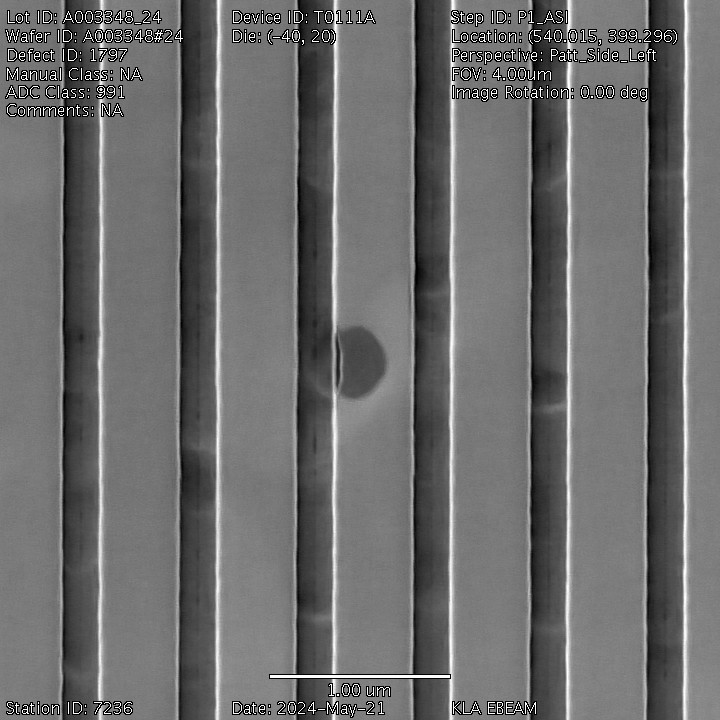 Lot ID: A003348_24
Wafer ID: A003348#24
Defect ID: 1797
Manual Class: NA
ADC Class: 991
Comments: NA
Device ID: T0111A
Die: (-40, 20)
Step ID: P1_ASI
Location: (540.015, 399.296)
Perspective: Patt_Side_Left
FOV: 4.00um
Image Rotation: 0.00 deg
1.00 um
Station ID: 7236
Date: 2024-May-21
KLA EBEAM